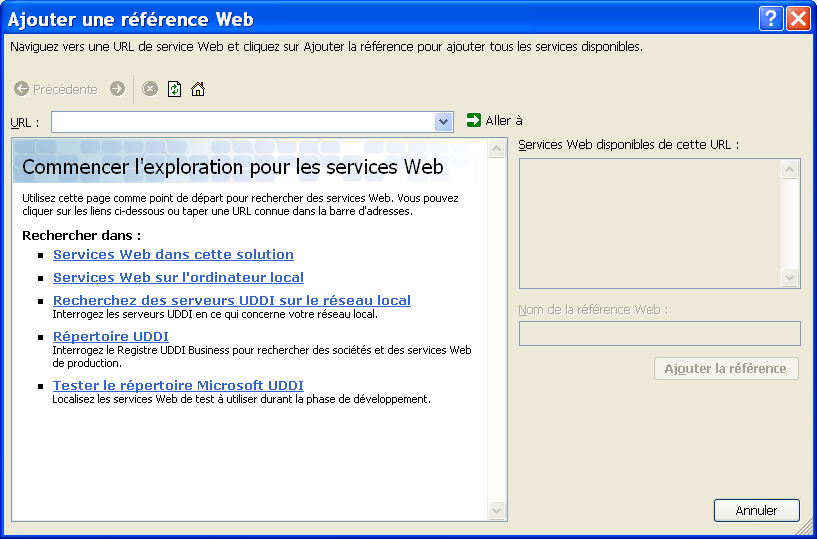 Ajouter une référence Web
Naviguez vers une URL de service Web et cliquez sur Ajouter la référence pour ajouter tous les services disponibles.
Précédente
URL :
Aller à
Commencer l'exploration pour les services Web
Utilisez cette page comme point de départ pour rechercher des services Web. Vous pouvez
cliquer sur les liens ci-dessous ou taper une URL connue dans la barre d'adresses.
Rechercher dans :
Services Web dans cette solution
Services Web sur l'ordinateur local
Recherchez des serveurs UDDI sur le réseau local
Interrogez les serveurs UDDI en ce qui concerne votre réseau local.
Répertoire UDDI
Interrogez le Registre UDDI Business pour rechercher des sociétés et des services Web
de production.
Tester le répertoire Microsoft UDDI
Localisez les services Web de test à utiliser durant la phase de développement.
Services Web disponibles de cette URL :
Nom de la référence Web :
Ajouter la référence
Annuler